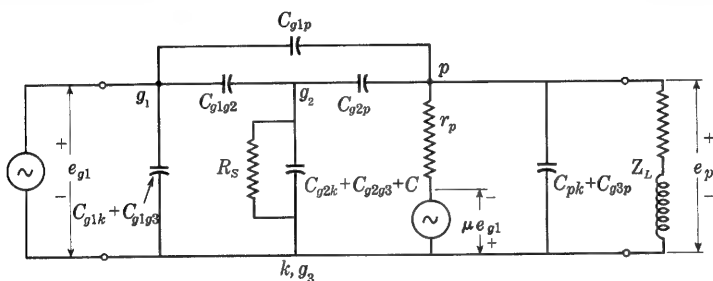 C_{g1p}
g_1
C_{g1g2}
g_2
C_{g2p}
p
r_p
+
e_{g1}
−
R_S
C_{g2k} + C_{g2g3} + C
C_{g1k} + C_{g1g3}
−
μe_{g1}
+
C_{pk} + C_{g3p}
Z_L
+
e_p
−
k, g_3